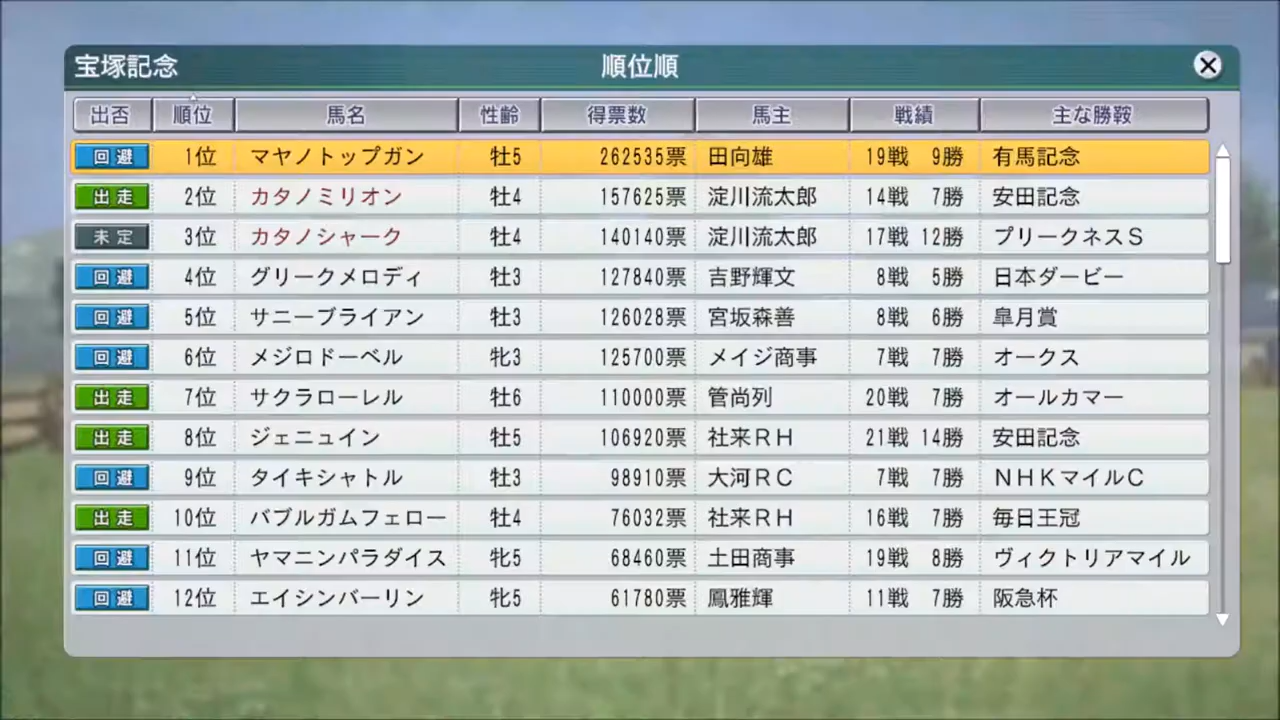 宝塚記念 順位順
出否 順位 馬名 性齢 得票数 馬主 戦績 主な勝鞍
回避 1位 マヤノトップガン 牡5 262535票 田向雄 19戦 9勝 有馬記念
出走 2位 カタノミリオン 牡4 157625票 淀川流太郎 14戦 7勝 安田記念
未定 3位 カタノシャーク 牡4 140140票 淀川流太郎 17戦 12勝 プリークネスS
回避 4位 グリークメロディ 牡3 127840票 吉野輝文 8戦 5勝 日本ダービー
回避 5位 サニーブライアン 牡3 126028票 宮坂森善 8戦 6勝 皐月賞
回避 6位 メジロドーベル 牝3 125700票 メイジ商事 7戦 7勝 オークス
出走 7位 サクラローレル 牡6 110000票 管尚列 20戦 7勝 オールカマー
出走 8位 ジェニュイン 牡5 106920票 社来RH 21戦 14勝 安田記念
回避 9位 タイキシャトル 牡3 98910票 大河RC 7戦 7勝 NHKマイルC
出走 10位 バブルガムフェロー 牡4 76032票 社来RH 16戦 7勝 毎日王冠
回避 11位 ヤマニンパラダイス 牝5 68460票 土田商事 19戦 8勝 ヴィクトリアマイル
回避 12位 エイシンバーリン 牝5 61780票 鳳雅輝 11戦 7勝 阪急杯